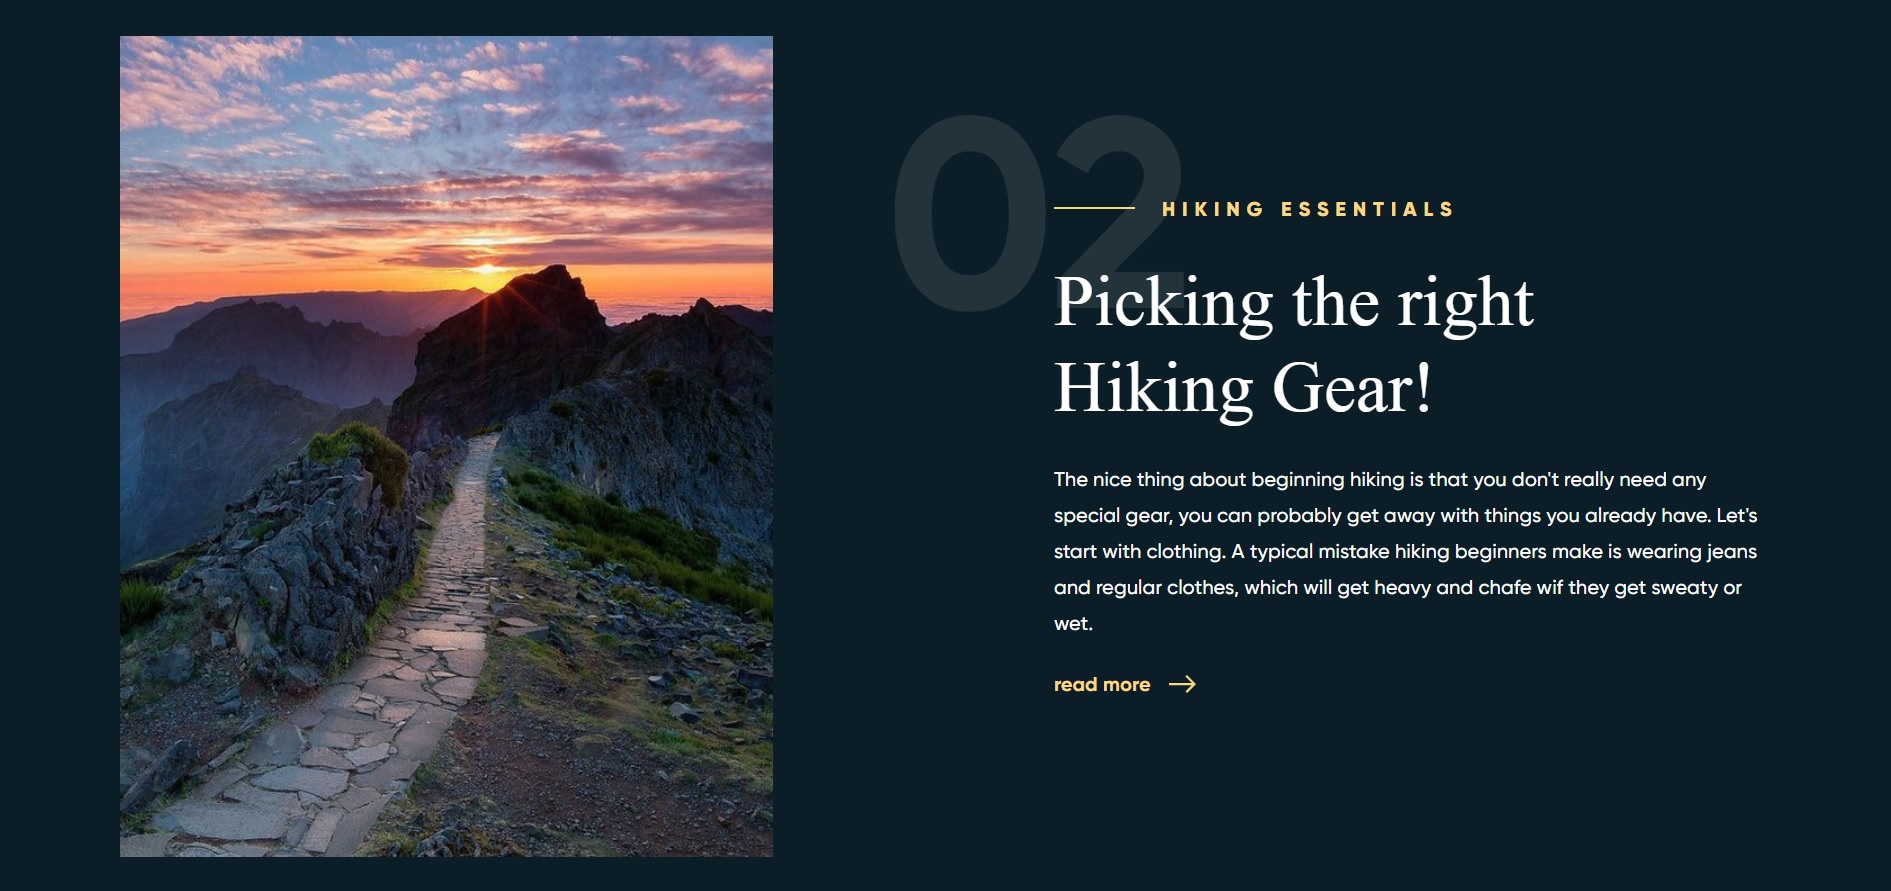 02
HIKING ESSENTIALS
Picking the right
Hiking Gear!
The nice thing about beginning hiking is that you don't really need any
special gear, you can probably get away with things you already have. Let's
start with clothing. A typical mistake hiking beginners make is wearing jeans
and regular clothes, which will get heavy and chafe wif they get sweaty or
wet.
read more